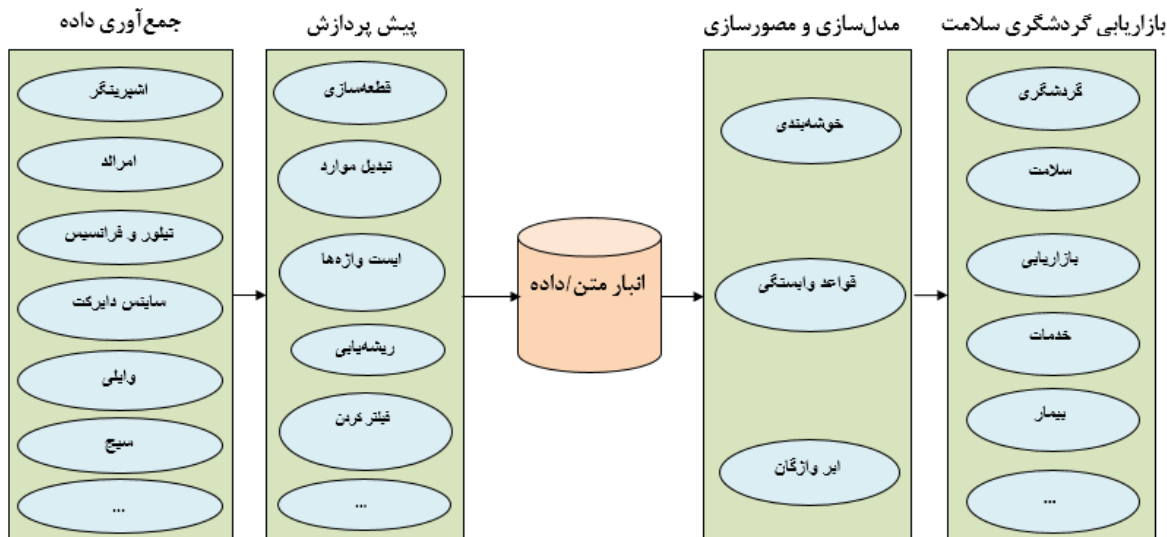 جمع‌آوری داده
اشپرینگر
امرالد
تیلور و فرانسیس
ساینس دایرکت
وایلی
سیج
...
پیش پردازش
قطعه‌سازی
تبدیل موارد
ایست واژه‌ها
ریشه‌یابی
فیلتر کردن
...
انبار متن/داده
مدل‌سازی و مصورسازی
خوشه‌بندی
قواعد وابستگی
ابر واژگان
بازاریابی گردشگری سلامت
گردشگری
سلامت
بازاریابی
خدمات
بیمار
...